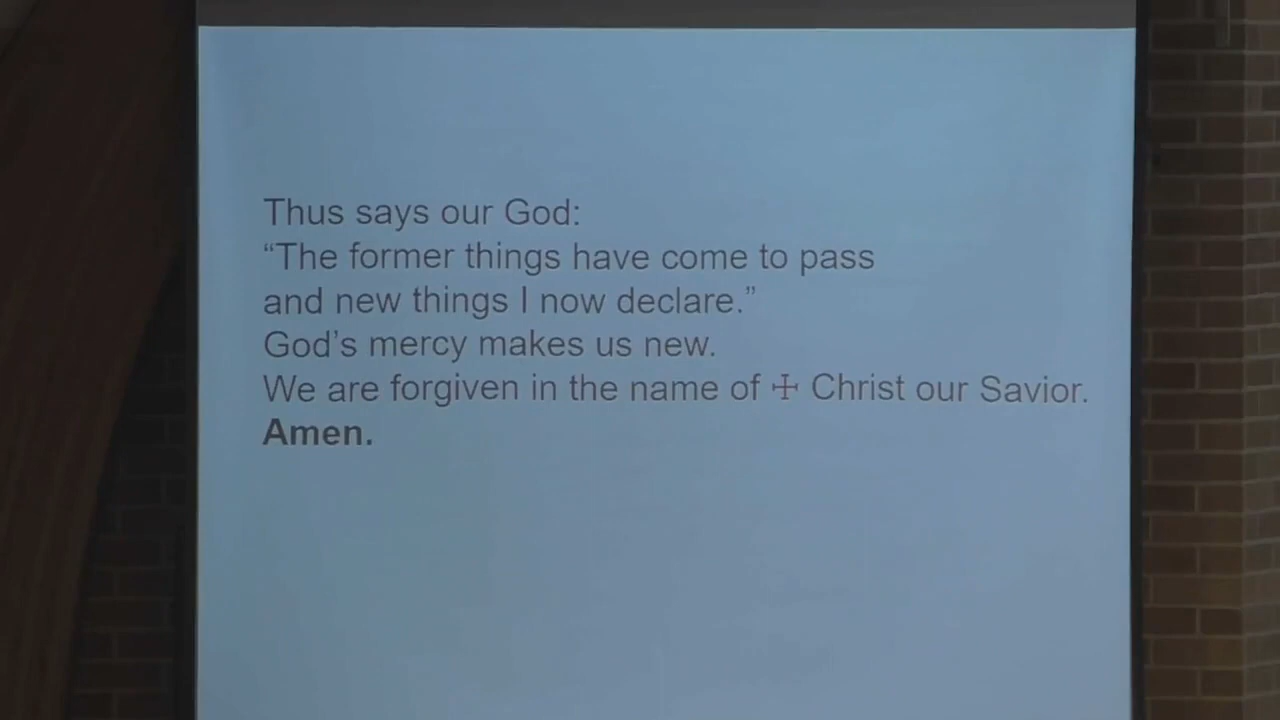 Thus says our God:
“The former things have come to pass
and new things I now declare.”
God’s mercy makes us new.
We are forgiven in the name of ☩ Christ our Savior.
Amen.